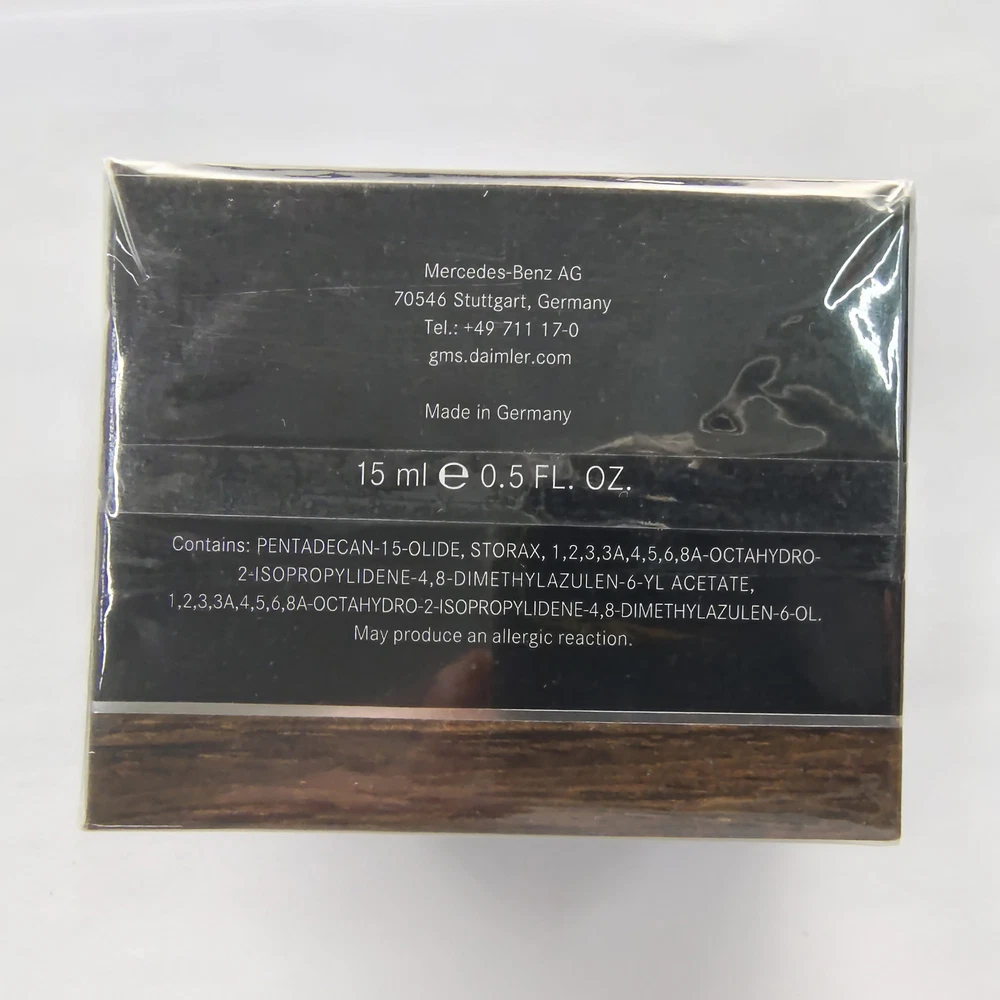 Mercedes-Benz AG
70546 Stuttgart, Germany
Tel.: +49 711 17-0
gms.daimler.com
Made in Germany
15 ml ℮ 0.5 FL. OZ.
Contains: PENTADECAN-15-OLIDE, STORAX, 1,2,3,3A,4,5,6,8A-OCTAHYDRO-
2-ISOPROPYLIDENE-4,8-DIMETHYLAZULEN-6-YL ACETATE,
1,2,3,3A,4,5,6,8A-OCTAHYDRO-2-ISOPROPYLIDENE-4,8-DIMETHYLAZULEN-6-OL.
May produce an allergic reaction.